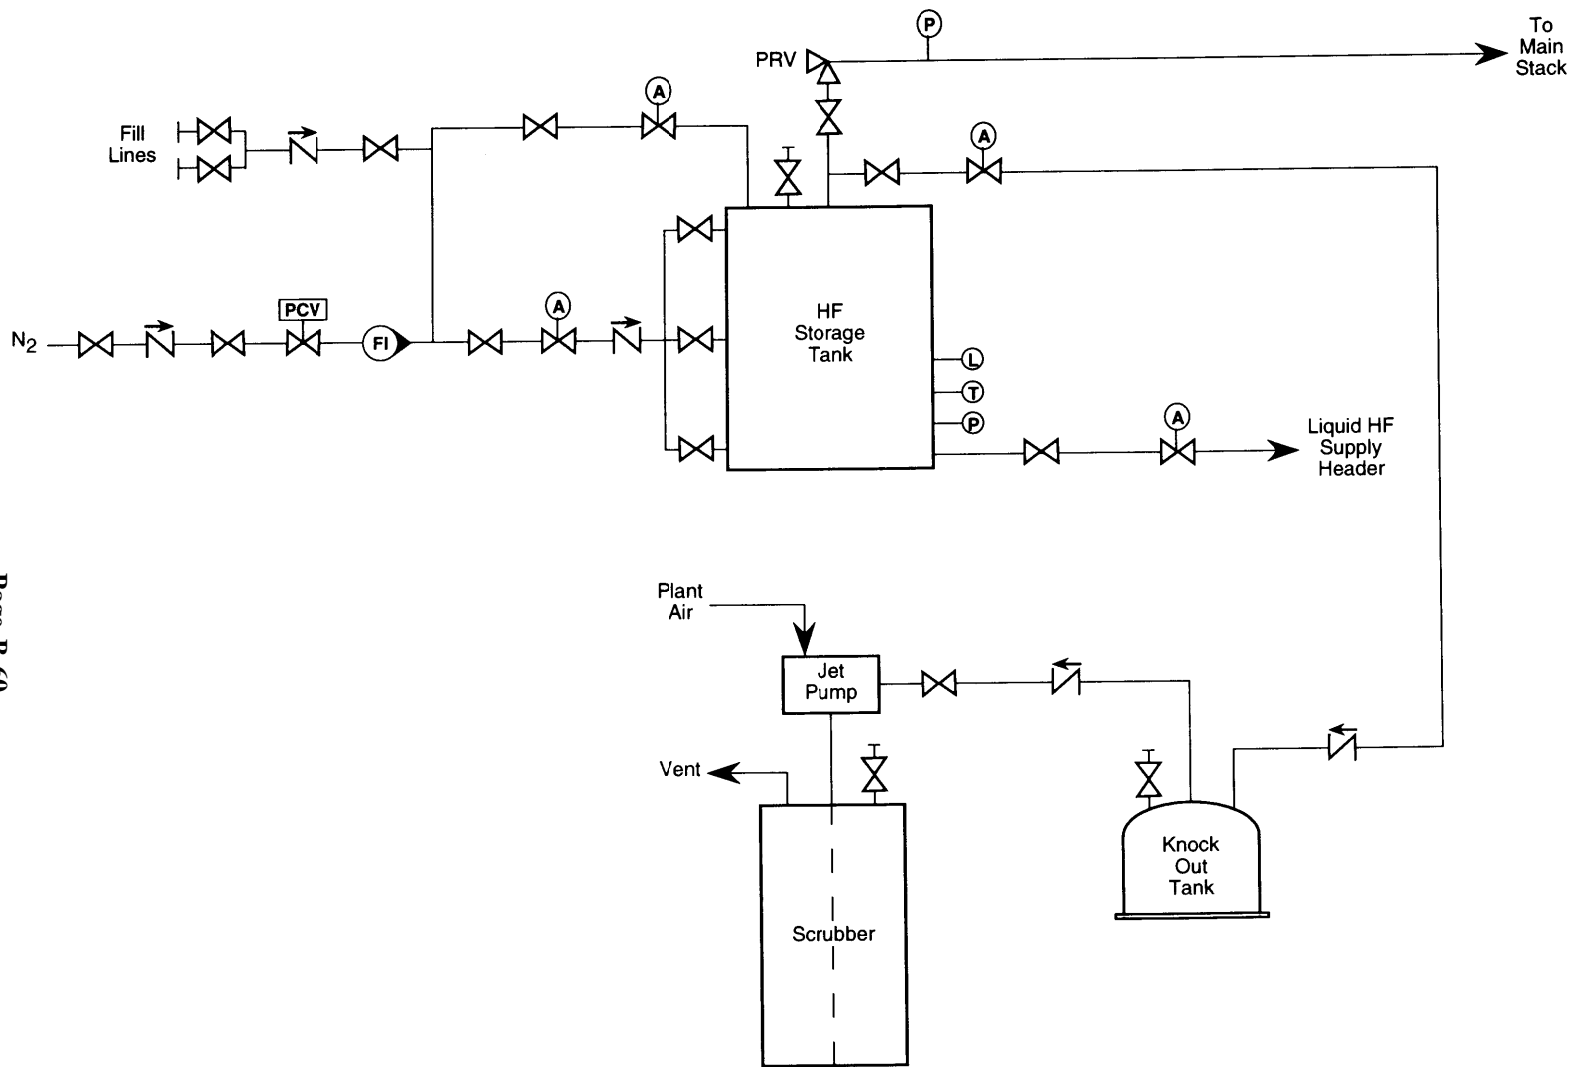 P
To
Main
Stack
PRV
A
Fill
Lines
A
PCV
A
N2
FI
HF
Storage
Tank
L
T
P
A
Liquid HF
Supply
Header
Plant
Air
Jet
Pump
Vent
Knock
Out
Tank
Scrubber